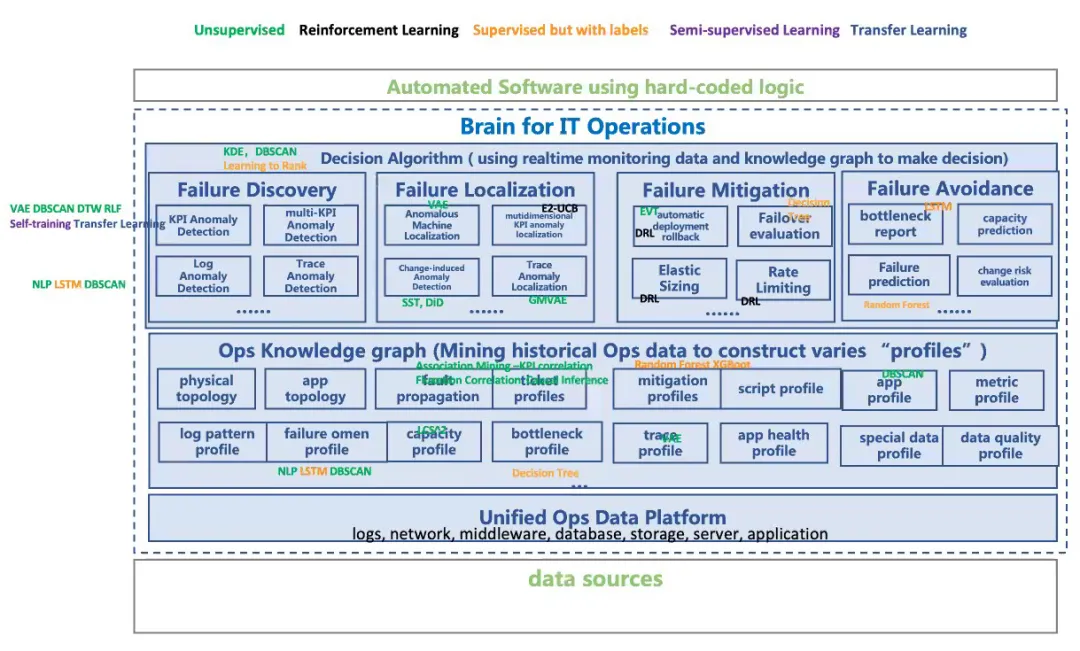 Unsupervised Reinforcement Learning Supervised but with labels Semi-supervised Learning Transfer Learning
Automated Software using hard-coded logic
Brain for IT Operations
KDE, DBSCAN
Learning to Rank
Decision Algorithm ( using realtime monitoring data and knowledge graph to make decision)
VAE DBSCAN DTW RLF
Self-training Transfer Learning
NLP LSTM DBSCAN
Failure Discovery
KPI Anomaly
Detection
multi-KPI
Anomaly
Detection
Log
Anomaly
Detection
Trace
Anomaly
Detection
......
Failure Localization
VAE
E2-UCB
Anomalous
Machine
Localization
mutidimensional
KPI anomaly
localization
Change-induced
Anomaly
Detection
Trace
Anomaly
Localization
SST, DiD
GMVAE
......
Failure Mitigation
EVT
DRL
automatic
deployment
rollback
Decision
Tree
Failover
evaluation
Elastic
Sizing
DRL
Rate
Limiting
DRL
......
Failure Avoidance
LSTM
bottleneck
report
capacity
prediction
Failure
prediction
change risk
evaluation
Random Forest
......
Ops Knowledge graph (Mining historical Ops data to construct varies “profiles” )
Association Mining –KPI correlation
Correlation
Inference
Random Forest XGBoot
DBSCAN
physical
topology
app
topology
fault
propagation
ticket
profiles
mitigation
profiles
script profile
app
profile
metric
profile
log pattern
profile
failure omen
profile
capacity
profile
bottleneck
profile
trace
profile
VAE
app health
profile
special data
profile
data quality
profile
NLP LSTM DBSCAN
Decision Tree
...
Unified Ops Data Platform
logs, network, middleware, database, storage, server, application
data sources